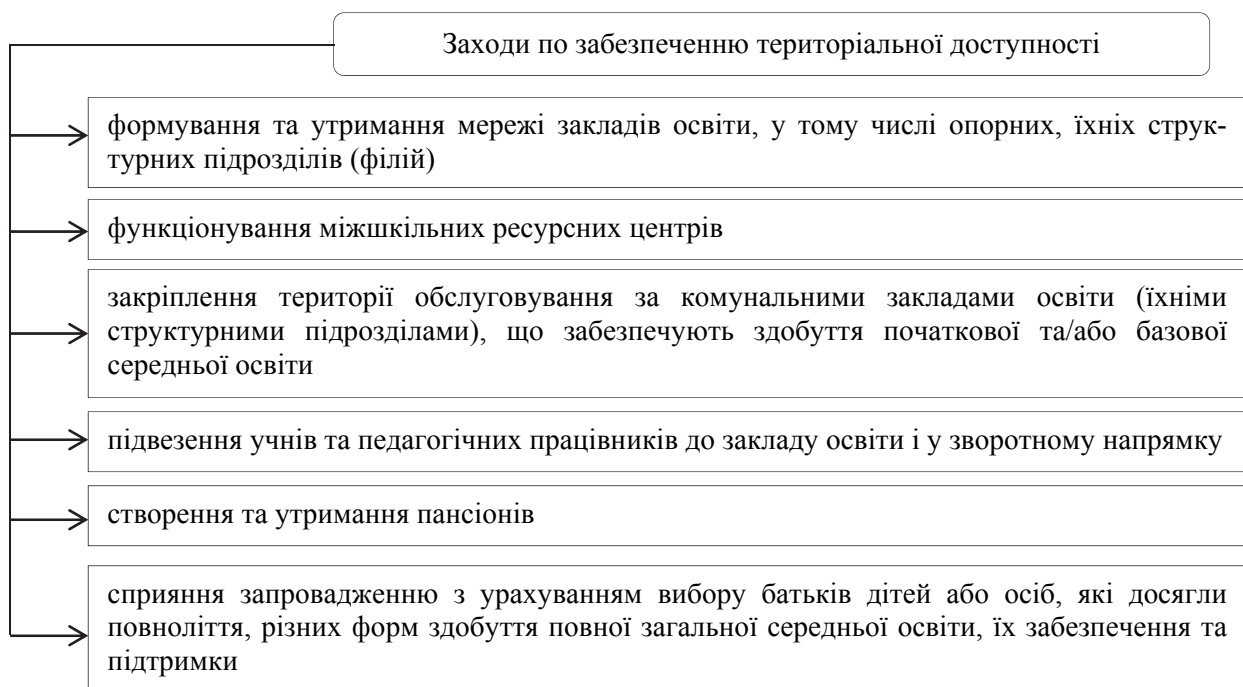 Заходи по забезпеченню територіальної доступності
формування та утримання мережі закладів освіти, у тому числі опорних, їхніх струк-
турних підрозділів (філій)
функціонування міжшкільних ресурсних центрів
закріплення території обслуговування за комунальними закладами освіти (їхніми
структурними підрозділами), що забезпечують здобуття початкової та/або базової
середньої освіти
підвезення учнів та педагогічних працівників до закладу освіти і у зворотному напрямку
створення та утримання пансіонів
сприяння запровадженню з урахуванням вибору батьків дітей або осіб, які досягли
повноліття, різних форм здобуття повної загальної середньої освіти, їх забезпечення та
підтримки